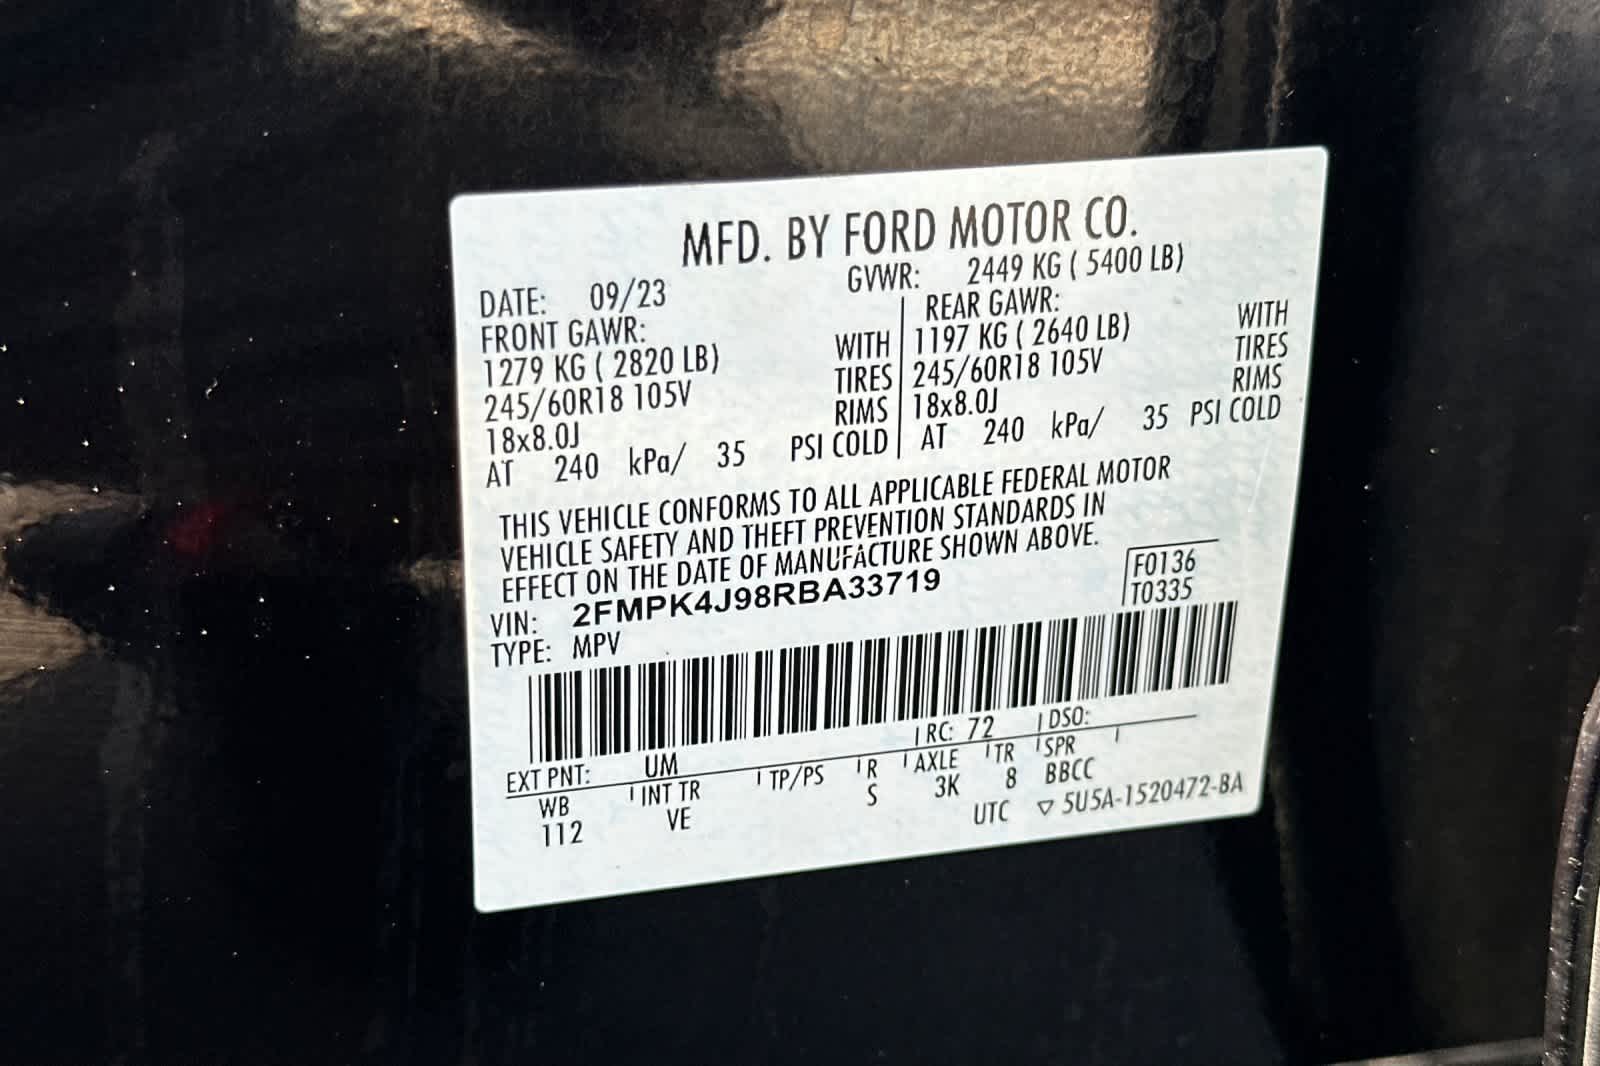 MFD. BY FORD MOTOR CO.
DATE: 09/23 GVWR: 2449 KG ( 5400 LB)
FRONT GAWR: REAR GAWR:
1279 KG ( 2820 LB) WITH 1197 KG ( 2640 LB) WITH
245/60R18 105V TIRES 245/60R18 105V TIRES
18x8.0J RIMS 18x8.0J RIMS
AT 240 kPa/ 35 PSI COLD AT 240 kPa/ 35 PSI COLD
THIS VEHICLE CONFORMS TO ALL APPLICABLE FEDERAL MOTOR
VEHICLE SAFETY AND THEFT PREVENTION STANDARDS IN
EFFECT ON THE DATE OF MANUFACTURE SHOWN ABOVE.
VIN: 2FMPK4J98RBA33719 F0136
TYPE: MPV T0335
EXT PNT: UM RC: 72 DSO:
WB INT TR TP/PS R AXLE TR SPR
112 VE S 3K 8 BBCC
UTC ▽ 5U5A-1520472-BA